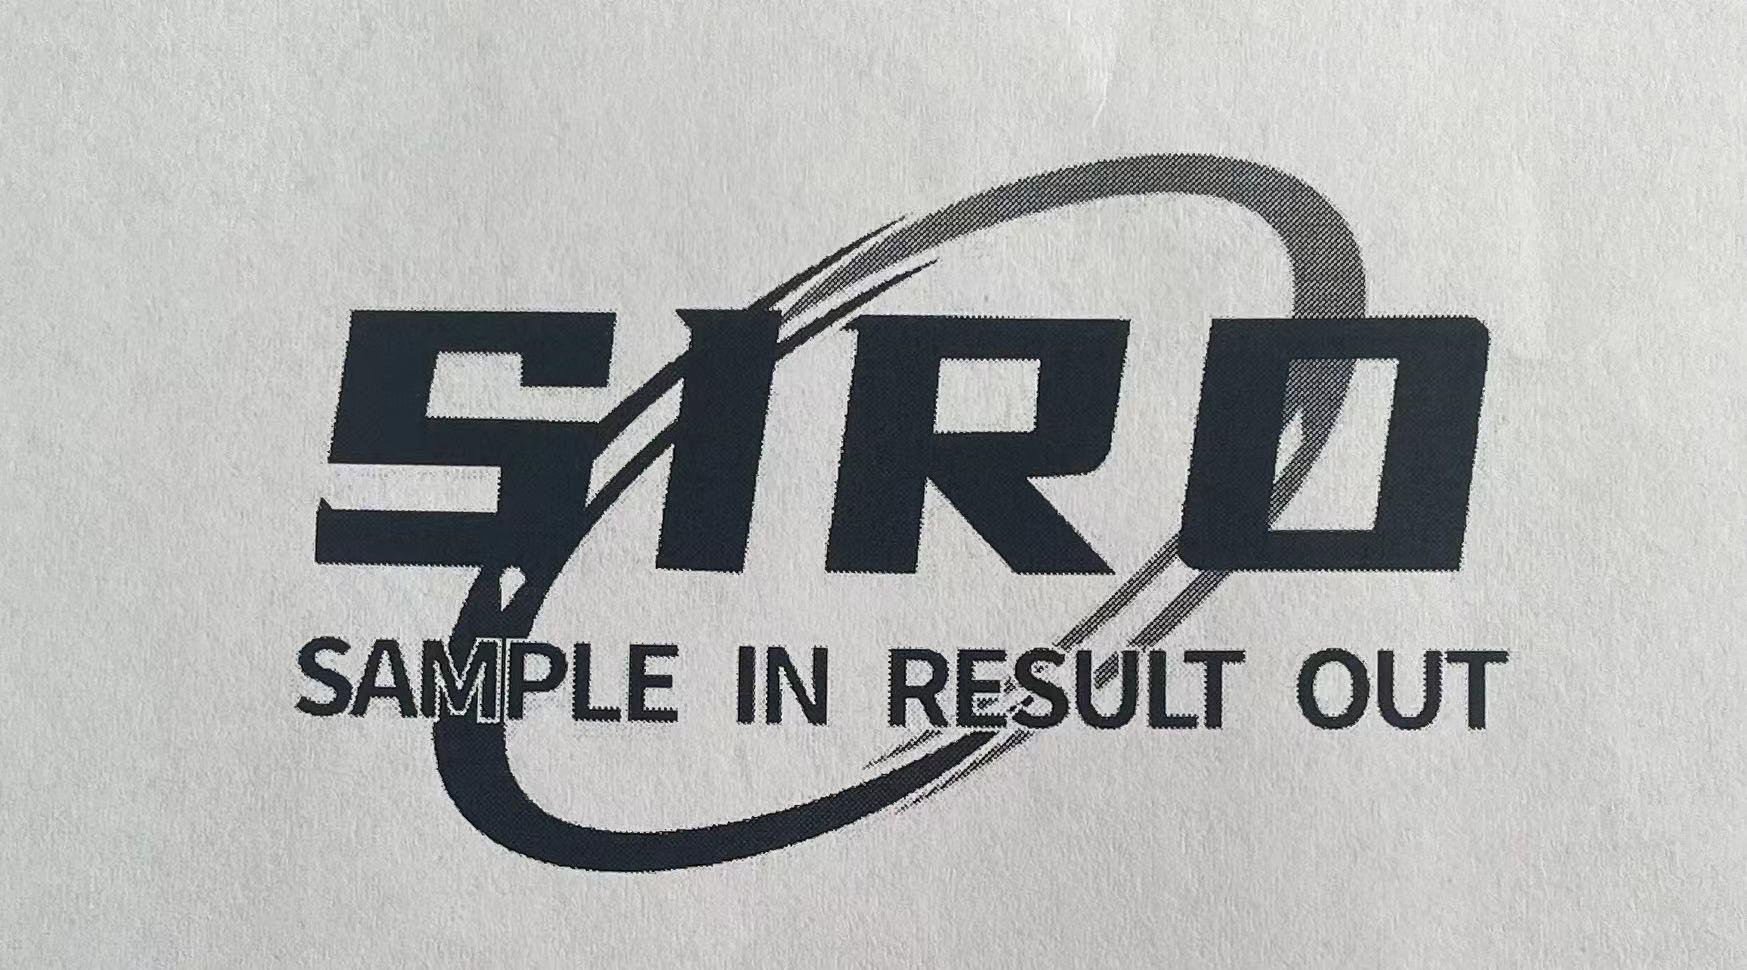 SIRO
SAMPLE IN RESULT OUT